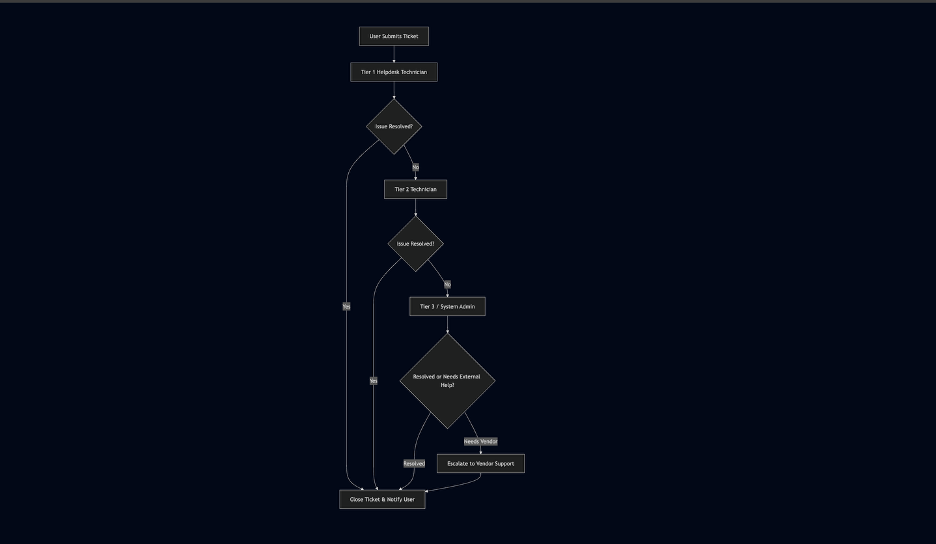 User Submits Ticket
Tier 1 Helpdesk Technician
Issue Resolved?
No
Tier 2 Technician
Issue Resolved?
No
Yes
Tier 3 / System Admin
Resolved or Needs External
Help?
Yes
Needs Vendor
Resolved
Escalate to Vendor Support
Close Ticket & Notify User